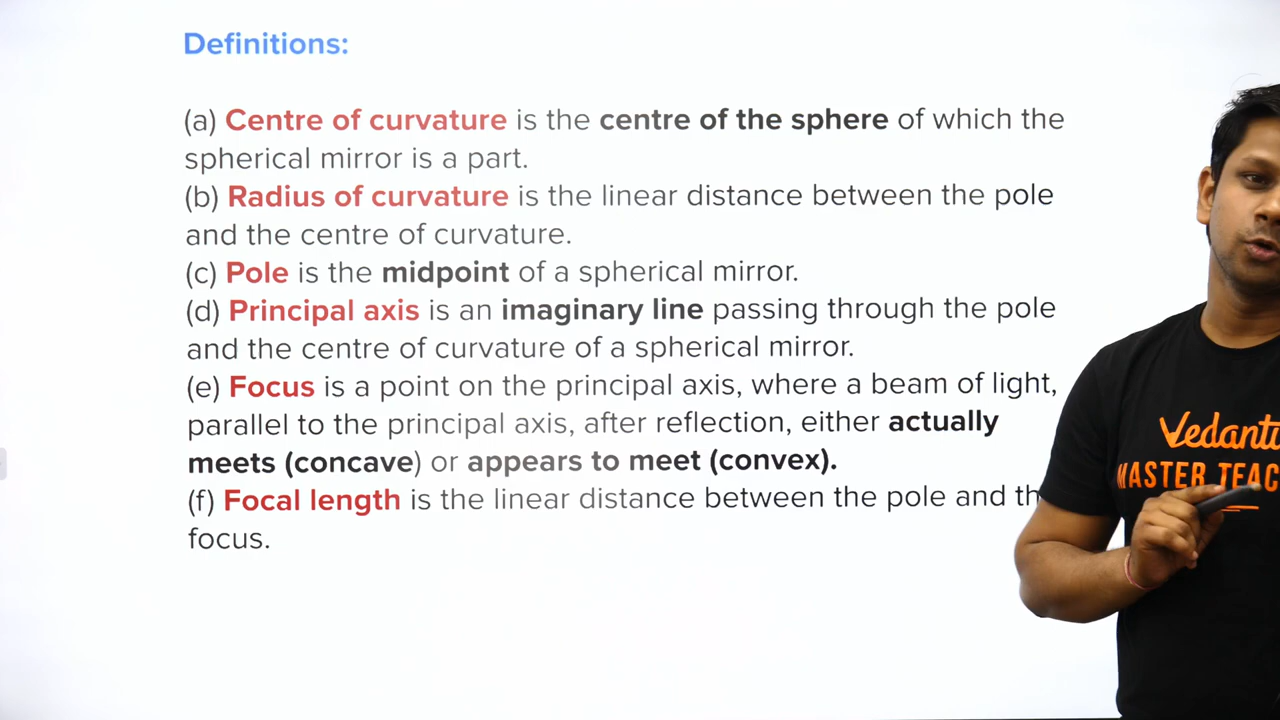 Definitions:
(a) Centre of curvature is the centre of the sphere of which the
spherical mirror is a part.
(b) Radius of curvature is the linear distance between the pole
and the centre of curvature.
(c) Pole is the midpoint of a spherical mirror.
(d) Principal axis is an imaginary line passing through the pole
and the centre of curvature of a spherical mirror.
(e) Focus is a point on the principal axis, where a beam of light,
parallel to the principal axis, after reflection, either actually
meets (concave) or appears to meet (convex).
(f) Focal length is the linear distance between the pole and th
focus.
Vedantu
MASTER TEAC